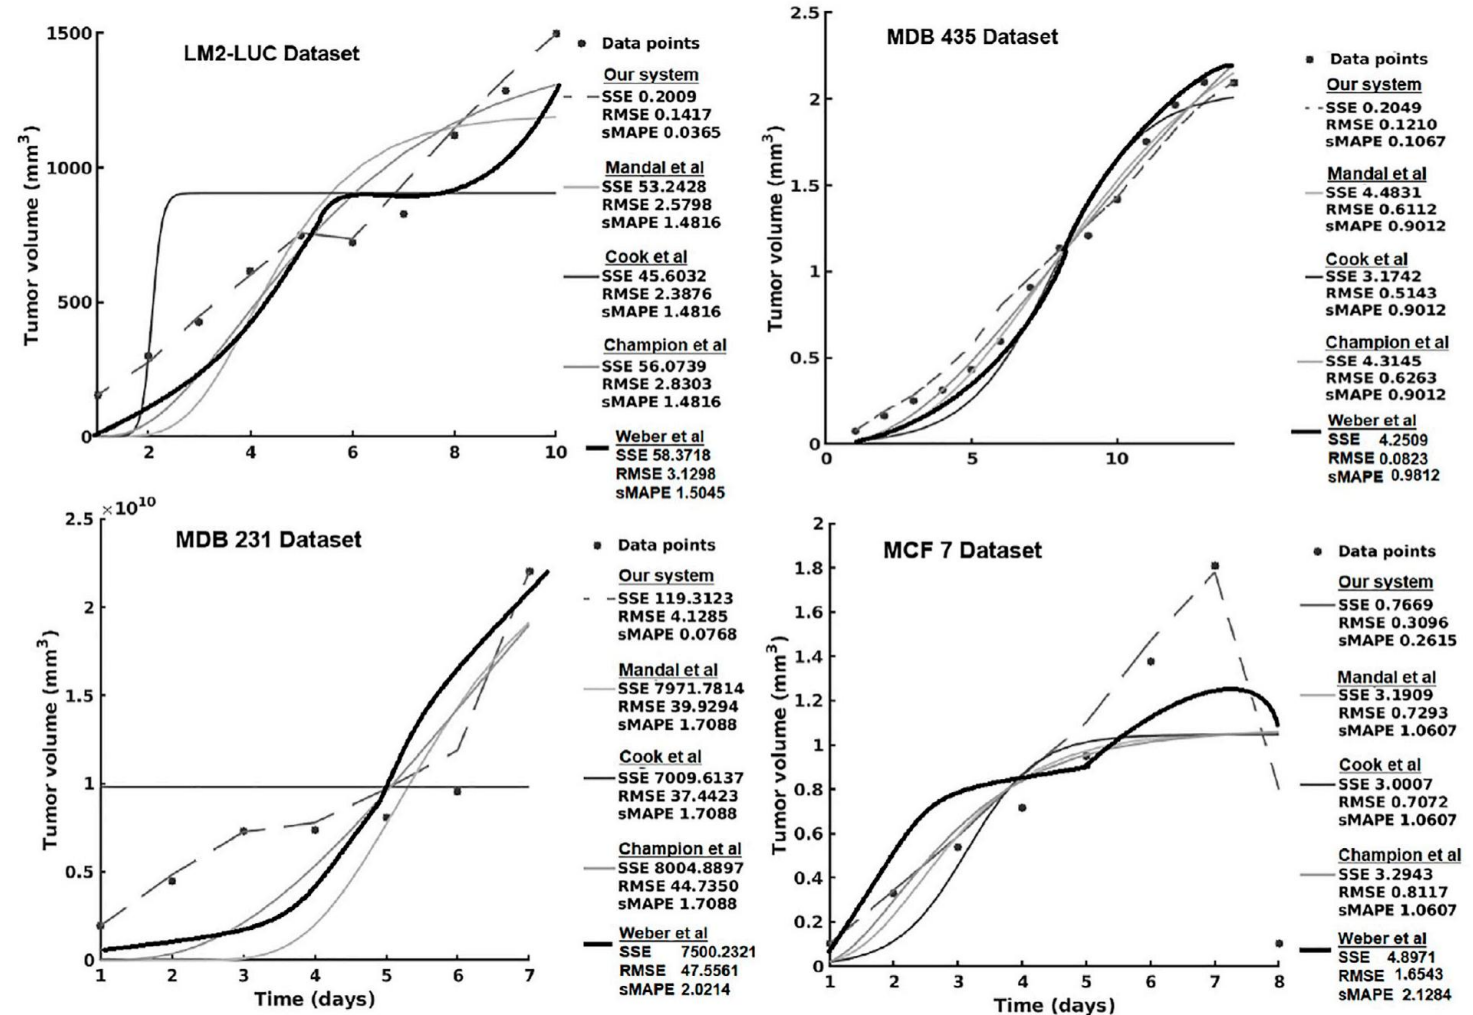 LM2-LUC Dataset
Tumor volume (mm³)
1500
1000
500
0
2
4
6
8
10
Data points
Our system
SSE 0.2009
RMSE 0.1417
sMAPE 0.0365
Mandal et al
SSE 53.2428
RMSE 2.5798
sMAPE 1.4816
Cook et al
SSE 45.6032
RMSE 2.3876
sMAPE 1.4816
Champion et al
SSE 56.0739
RMSE 2.8303
sMAPE 1.4816
Weber et al
SSE 58.3718
RMSE 3.1298
sMAPE 1.5045
MDB 435 Dataset
Tumor volume (mm³)
2.5
2
1.5
1
0.5
0
0
5
10
Data points
Our system
SSE 0.2049
RMSE 0.1210
sMAPE 0.1067
Mandal et al
SSE 4.4831
RMSE 0.6112
sMAPE 0.9012
Cook et al
SSE 3.1742
RMSE 0.5143
sMAPE 0.9012
Champion et al
SSE 4.3145
RMSE 0.6263
sMAPE 0.9012
Weber et al
SSE 4.2509
RMSE 0.0823
sMAPE 0.9812
MDB 231 Dataset
Tumor volume (mm³)
×10¹⁰
2.5
2
1.5
1
0.5
0
1
2
3
4
5
6
7
Time (days)
Data points
Our system
SSE 119.3123
RMSE 4.1285
sMAPE 0.0768
Mandal et al
SSE 7971.7814
RMSE 39.9294
sMAPE 1.7088
Cook et al
SSE 7009.6137
RMSE 37.4423
sMAPE 1.7088
Champion et al
SSE 8004.8897
RMSE 44.7350
sMAPE 1.7088
Weber et al
SSE 7500.2321
RMSE 47.5561
sMAPE 2.0214
MCF 7 Dataset
Tumor volume (mm³)
2
1.8
1.6
1.4
1.2
1
0.8
0.6
0.4
0.2
0
1
2
3
4
5
6
7
8
Time (days)
Data points
Our system
SSE 0.7669
RMSE 0.3096
sMAPE 0.2615
Mandal et al
SSE 3.1909
RMSE 0.7293
sMAPE 1.0607
Cook et al
SSE 3.0007
RMSE 0.7072
sMAPE 1.0607
Champion et al
SSE 3.2943
RMSE 0.8117
sMAPE 1.0607
Weber et al
SSE 4.8971
RMSE 1.6543
sMAPE 2.1284